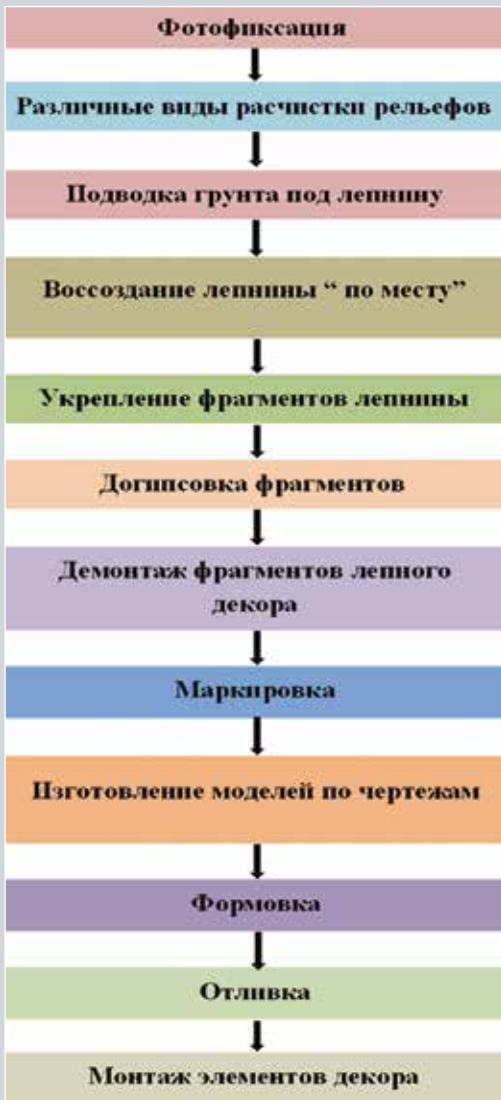 Фотофиксация
Различные виды расчистки рельефов
Подводка грунта под лепнину
Воссоздание лепнины “ по месту”
Укрепление фрагментов лепнины
Догипсовка фрагментов
Демонтаж фрагментов лепного
декора
Маркировка
Изготовление моделей по чертежам
Формовка
Отливка
Монтаж элементов декора